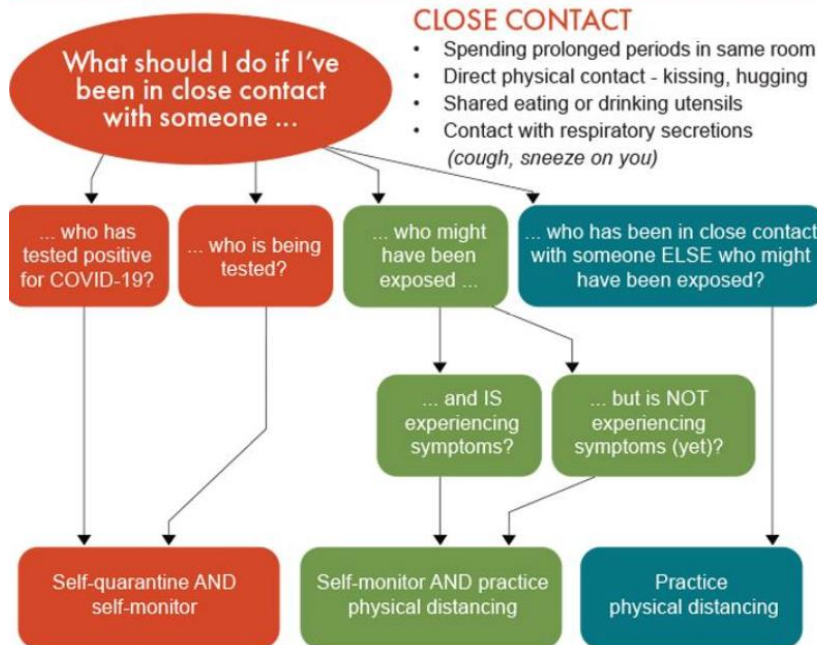 What should I do if I've
been in close contact
with someone ...
CLOSE CONTACT
• Spending prolonged periods in same room
• Direct physical contact - kissing, hugging
• Shared eating or drinking utensils
• Contact with respiratory secretions
(cough, sneeze on you)
... who has
tested positive
for COVID-19?
... who is being
tested?
... who might
have been
exposed ...
... who has been in close contact
with someone ELSE who might
have been exposed?
... and IS
experiencing
symptoms?
... but is NOT
experiencing
symptoms (yet)?
Self-quarantine AND
self-monitor
Self-monitor AND practice
physical distancing
Practice
physical distancing